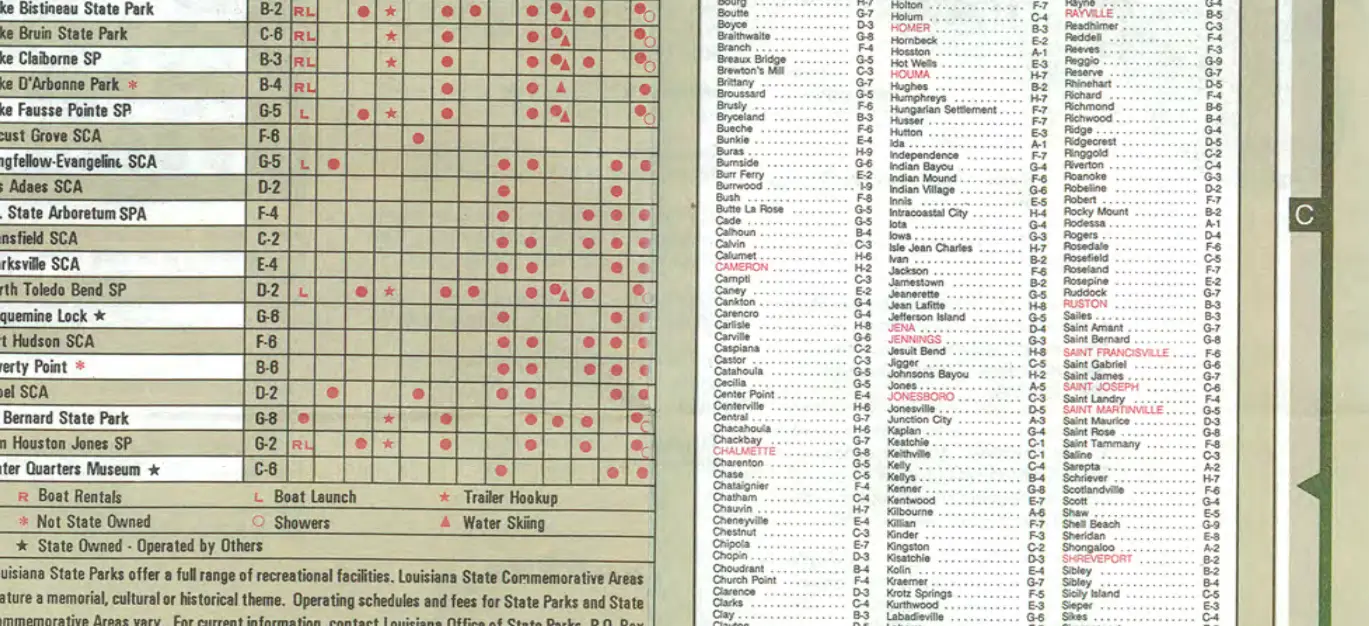 ke Bistineau State Park B-2 RL
ke Bruin State Park C-6 RL
ke Claiborne SP B-3 RL
ke D'Arbonne Park * B-4 RL
ke Fausse Pointe SP G-5 L
cust Grove SCA F-6
ngfellow-Evangeline SCA G-5 L
s Adaes SCA D-2
. State Arboretum SPA F-4
ansfield SCA C-2
rksville SCA E-4
rth Toledo Bend SP D-2 L
quemine Lock ★ G-6
t Hudson SCA F-6
verty Point * B-6
bel SCA D-2
Bernard State Park G-8
m Houston Jones SP G-2 RL
nter Quarters Museum ★ C-6
R Boat Rentals L Boat Launch ★ Trailer Hookup
* Not State Owned ○ Showers ▲ Water Skiing
★ State Owned - Operated by Others
uisiana State Parks offer a full range of recreational facilities. Louisiana State Commemorative Areas
ature a memorial, cultural or historical theme. Operating schedules and fees for State Parks and State
mmemorative Areas vary. For current information, contact Louisiana Office of State Parks, P.O. Box
Bourg H-7
Boutte G-7
Boyce D-3
Braithwaite G-8
Branch F-4
Breaux Bridge G-5
Brewton's Mill C-3
Brittany G-7
Broussard G-5
Brusly F-6
Bryceland B-3
Bueche F-6
Bunkie E-4
Buras H-9
Burnside G-6
Burr Ferry E-2
Burrwood I-9
Bush F-8
Butte La Rose G-5
Cade G-5
Calhoun B-4
Calvin C-3
Calumet H-6
CAMERON H-2
Campti C-3
Caney E-2
Cankton G-4
Carencro G-4
Carlisle H-8
Carville G-6
Caspiana C-2
Castor C-3
Catahoula G-5
Cecilia G-5
Center Point E-4
Centerville H-6
Central G-7
Chacahoula H-6
Chackbay G-7
CHALMETTE G-8
Charenton G-5
Chase C-5
Chataignier F-4
Chatham C-4
Chauvin H-7
Cheneyville E-4
Chestnut C-3
Chipola E-7
Chopin D-3
Choudrant B-4
Church Point F-4
Clarence D-3
Clarks C-4
Clay B-3
Holton F-7
Holum C-4
HOMER B-3
Hornbeck E-2
Hosston A-1
Hot Wells E-3
HOUMA H-7
Hughes B-2
Humphreys H-7
Hungarian Settlement F-7
Husser F-7
Hutton E-3
Ida A-1
Independence F-7
Indian Bayou G-4
Indian Mound F-6
Indian Village G-6
Innis E-5
Intracoastal City H-4
Iota G-4
Iowa G-3
Isle Jean Charles H-7
Ivan B-2
Jackson F-6
Jamestown B-2
Jeanerette G-5
Jean Lafitte H-8
Jefferson Island G-5
JENA D-4
JENNINGS G-3
Jesuit Bend H-8
Jigger C-5
Johnsons Bayou H-2
Jones A-5
JONESBORO C-3
Jonesville D-5
Junction City A-3
Kaplan G-4
Keatchie C-1
Keithville C-1
Kelly C-4
Kellys B-4
Kenner G-8
Kentwood E-7
Kilbourne A-6
Killian F-7
Kinder F-3
Kingston C-2
Kisatchie D-3
Kolin E-4
Kraemer G-7
Krotz Springs F-5
Kurthwood E-3
Labadieville G-6
Rayne G-4
RAYVILLE B-5
Readhimer C-3
Reddell F-4
Reeves F-3
Reggio G-9
Reserve G-7
Rhinehart D-5
Richard F-4
Richmond B-6
Richwood B-4
Ridge G-4
Ridgecrest D-5
Ringgold C-2
Riverton C-4
Roanoke G-3
Robeline D-2
Robert F-7
Rocky Mount B-2
Rodessa A-1
Rogers D-4
Rosedale F-6
Rosefield C-5
Roseland F-7
Rosepine E-2
Ruddock G-7
RUSTON B-3
Sailes B-3
Saint Amant G-7
Saint Bernard G-8
SAINT FRANCISVILLE F-6
Saint Gabriel G-6
Saint James G-7
SAINT JOSEPH C-6
Saint Landry F-4
SAINT MARTINVILLE G-5
Saint Maurice D-3
Saint Rose G-8
Saint Tammany F-8
Saline C-3
Sarepta A-2
Schriever H-7
Scotlandville F-6
Scott G-4
Shaw E-5
Shell Beach G-9
Sheridan E-8
Shongaloo A-2
SHREVEPORT B-2
Sibley B-2
Sibley B-4
Sicily Island C-5
Sieper E-3
Sikes C-4
C